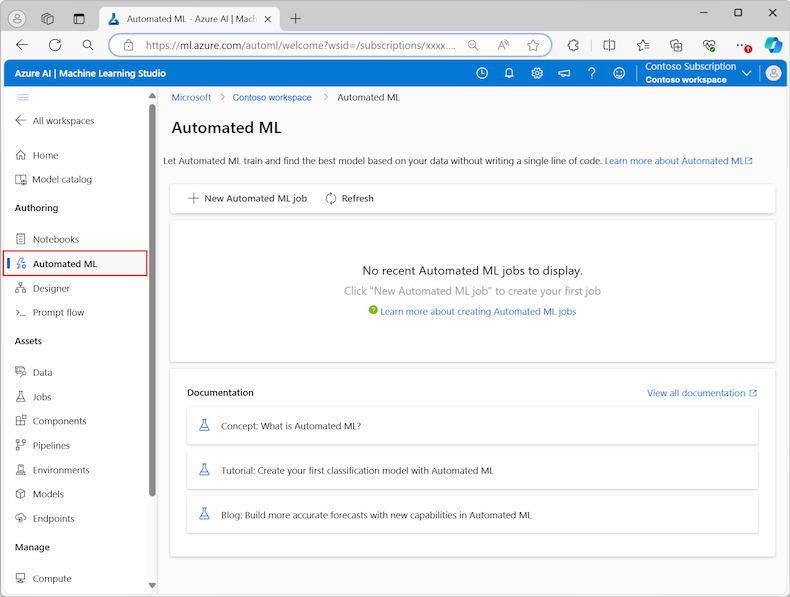 Automated ML - Azure AI | Mach
https://ml.azure.com/automl/welcome?wsid=/subscriptions/xxxx....
Azure AI | Machine Learning Studio
Contoso Subscription
Contoso workspace
All workspaces
Home
Model catalog
Authoring
Notebooks
Automated ML
Designer
Prompt flow
Assets
Data
Jobs
Components
Pipelines
Environments
Models
Endpoints
Manage
Compute
Microsoft > Contoso workspace > Automated ML
Automated ML
Let Automated ML train and find the best model based on your data without writing a single line of code. Learn more about Automated ML
New Automated ML job Refresh
No recent Automated ML jobs to display.
Click "New Automated ML job" to create your first job
Learn more about creating Automated ML jobs
Documentation View all documentation
Concept: What is Automated ML?
Tutorial: Create your first classification model with Automated ML
Blog: Build more accurate forecasts with new capabilities in Automated ML